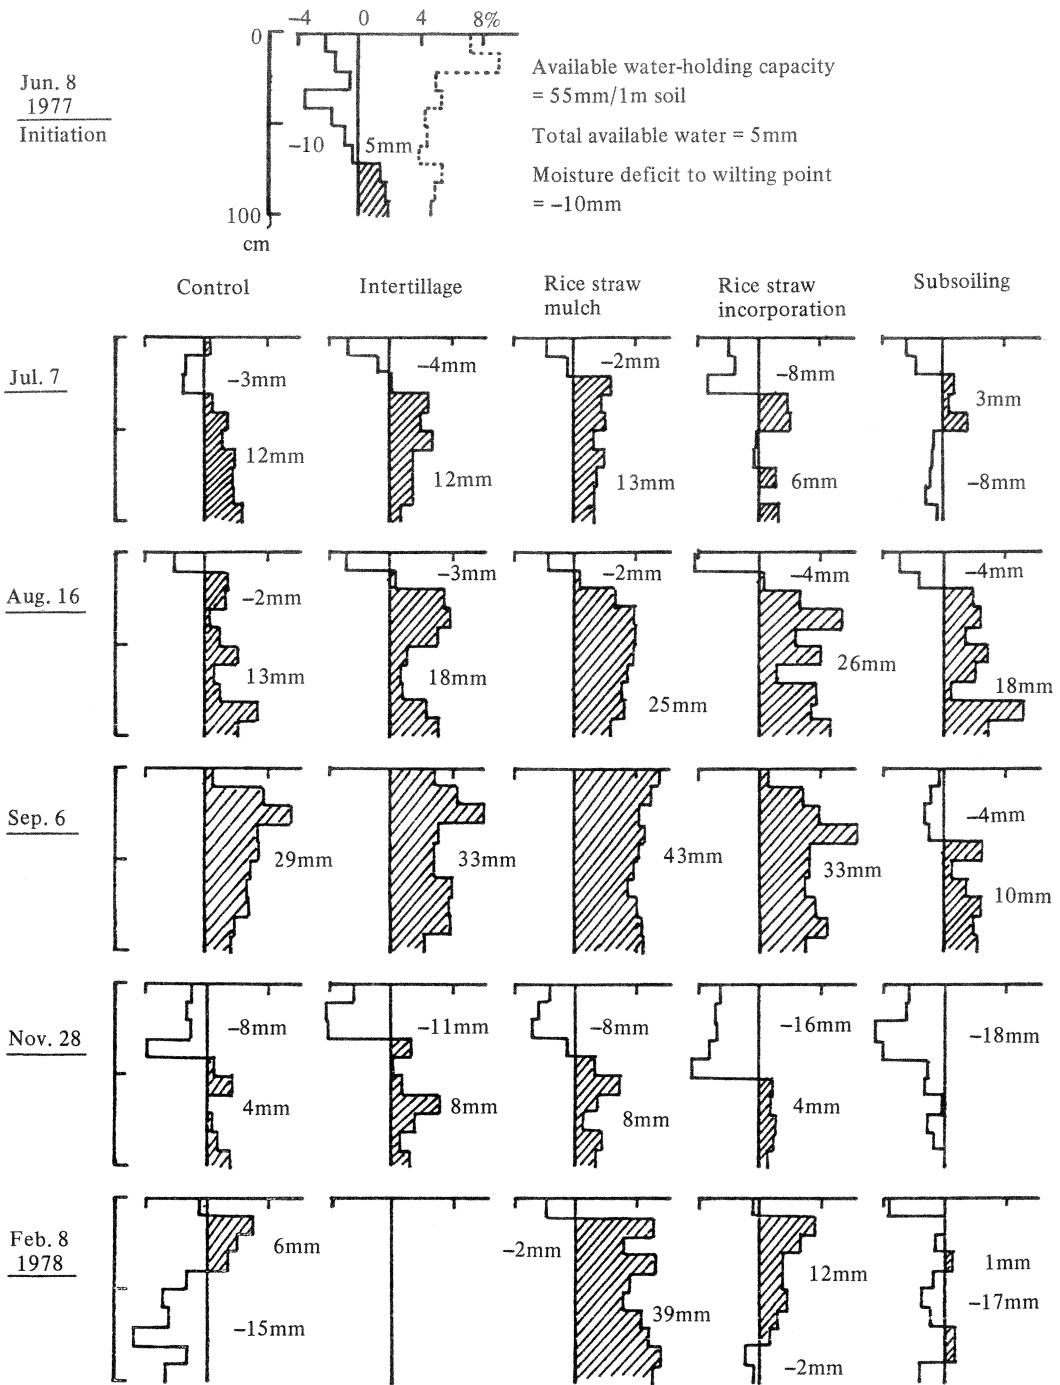 −4 0 4 8%
0
Jun. 8
1977
Initiation
−10 5mm
100
cm
Available water-holding capacity
= 55mm/1m soil
Total available water = 5mm
Moisture deficit to wilting point
= −10mm
Control Intertillage Rice straw mulch Rice straw incorporation Subsoiling
Jul. 7
−3mm −4mm −2mm −8mm 3mm
12mm 12mm 13mm 6mm −8mm
Aug. 16
−2mm −3mm −2mm −4mm −4mm
13mm 18mm 25mm 26mm 18mm
Sep. 6
−4mm
29mm 33mm 43mm 33mm 10mm
Nov. 28
−8mm −11mm −8mm −16mm −18mm
4mm 8mm 8mm 4mm
Feb. 8
1978
6mm −2mm 12mm 1mm
−15mm 39mm −2mm −17mm